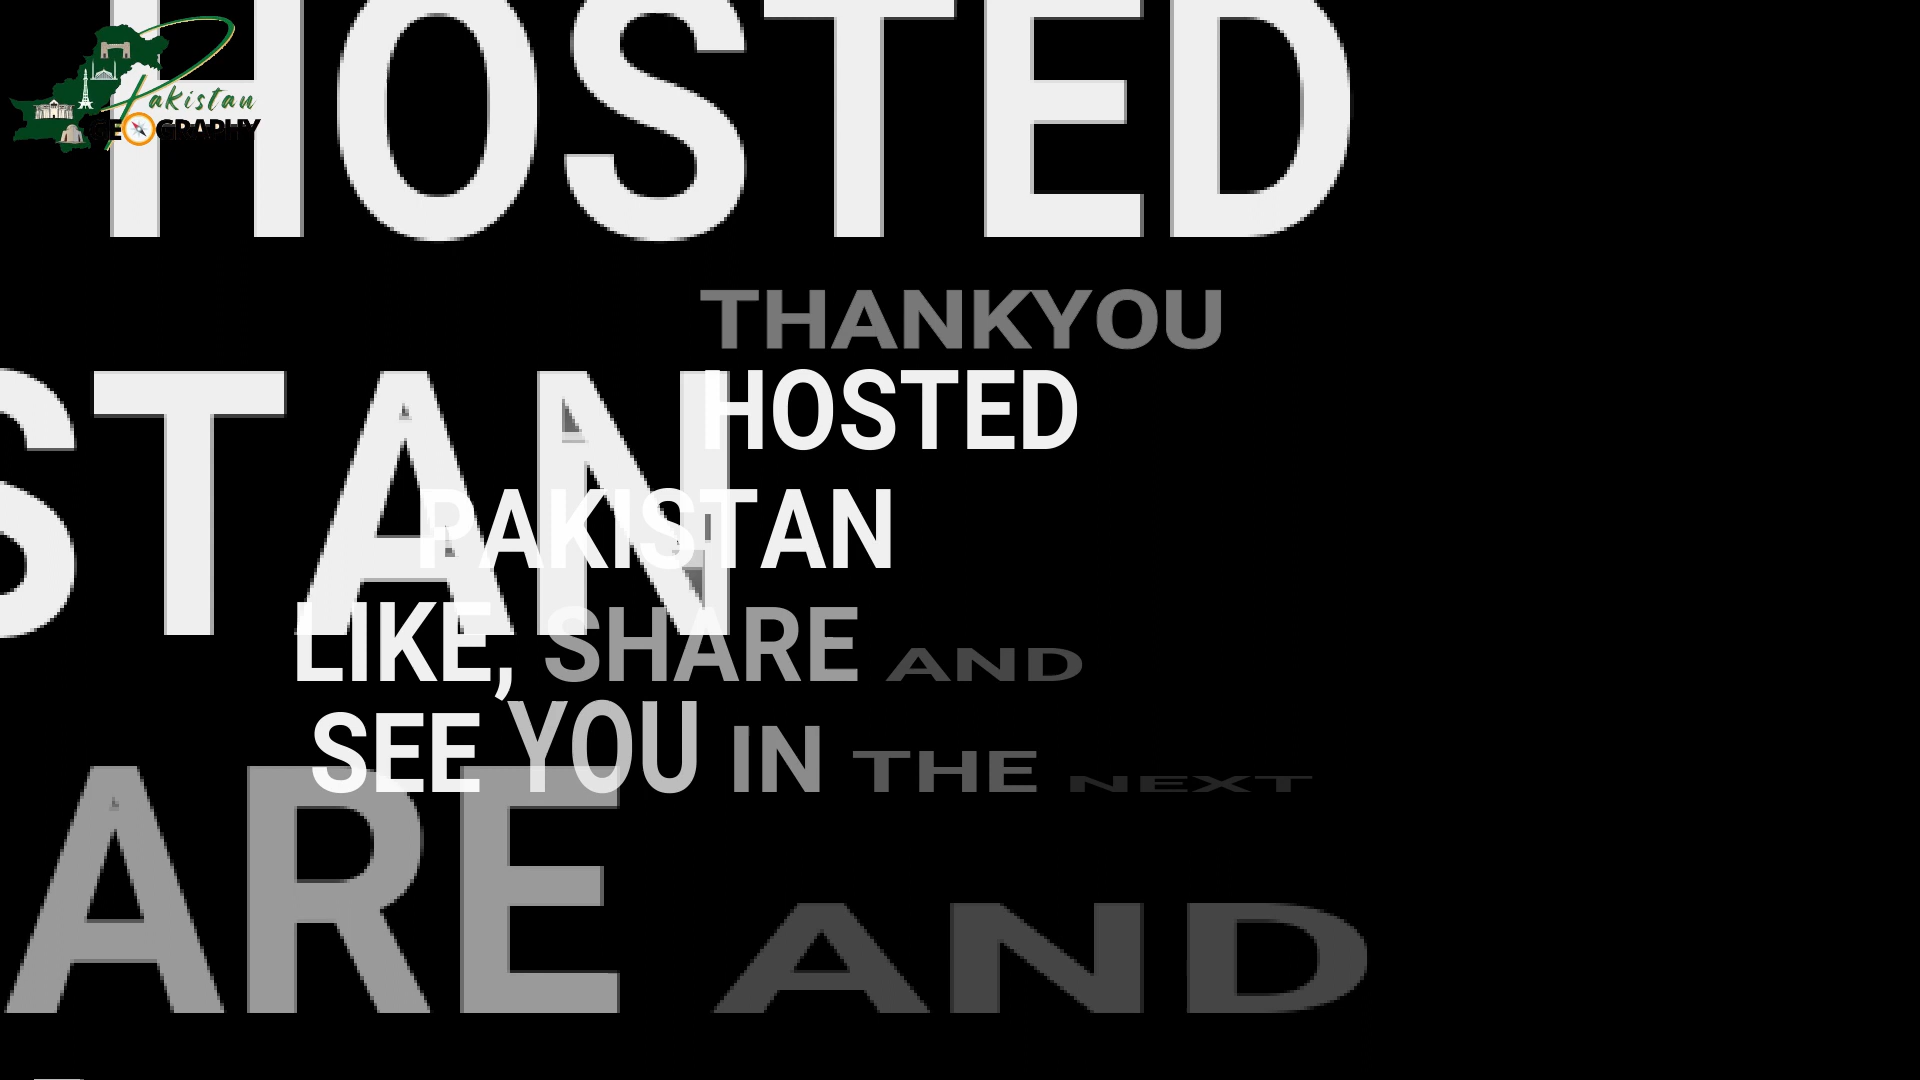 Pakistan
GEOGRAPHY
HOSTED
THANKYOU
HOSTED
STAN
PAKISTAN
LIKE, SHARE AND
SEE YOU IN THE NEXT
ARE AND